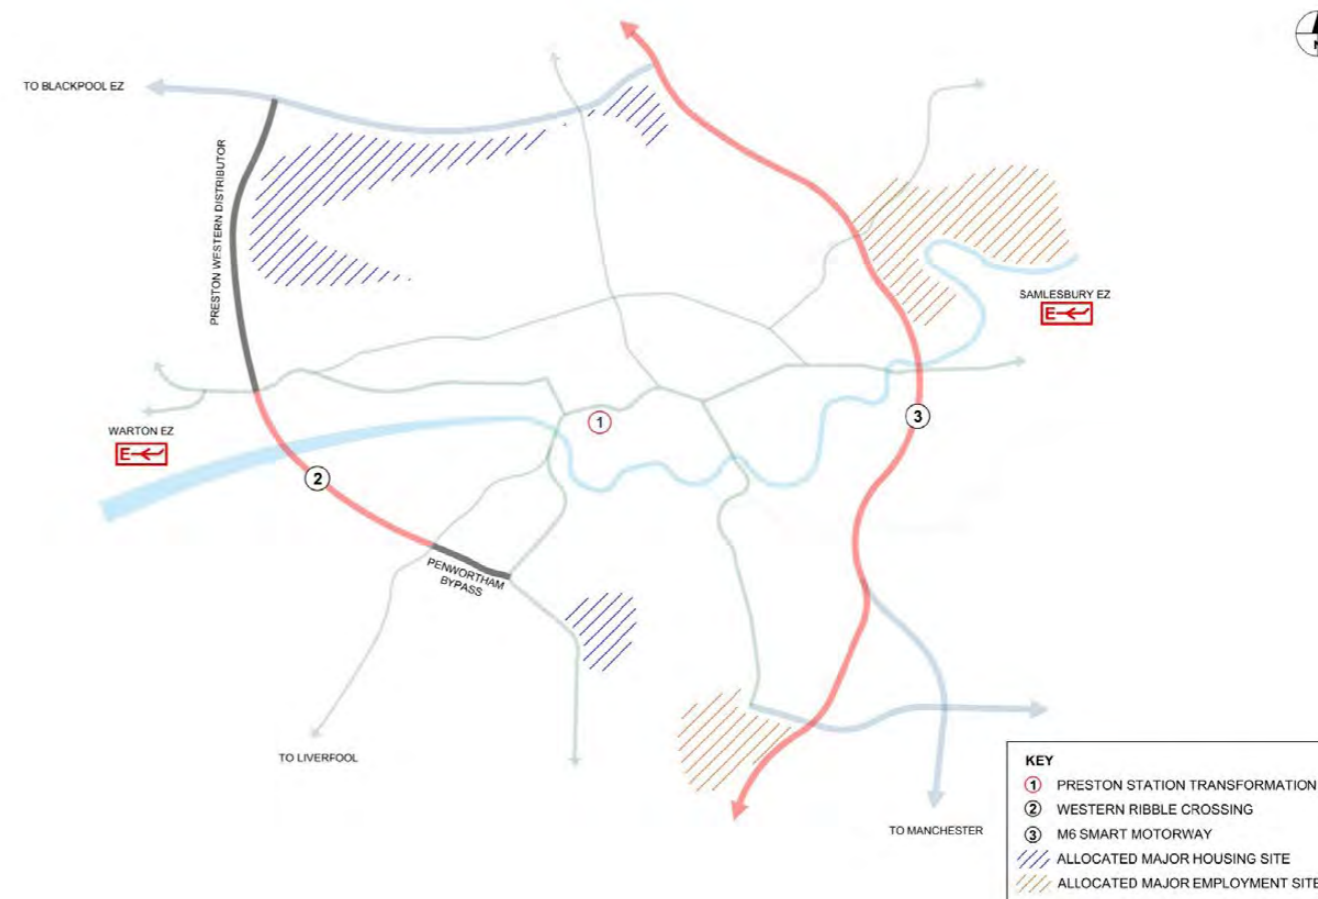 TO BLACKPOOL EZ
PRESTON WESTERN DISTRIBUTOR
SAMLESBURY EZ
E
WARTON EZ
E
1
2
3
PENWORTHAM
BYPASS
TO LIVERFOOL
TO MANCHESTER
KEY
1 PRESTON STATION TRANSFORMATION
2 WESTERN RIBBLE CROSSING
3 M6 SMART MOTORWAY
ALLOCATED MAJOR HOUSING SITE
ALLOCATED MAJOR EMPLOYMENT SITE